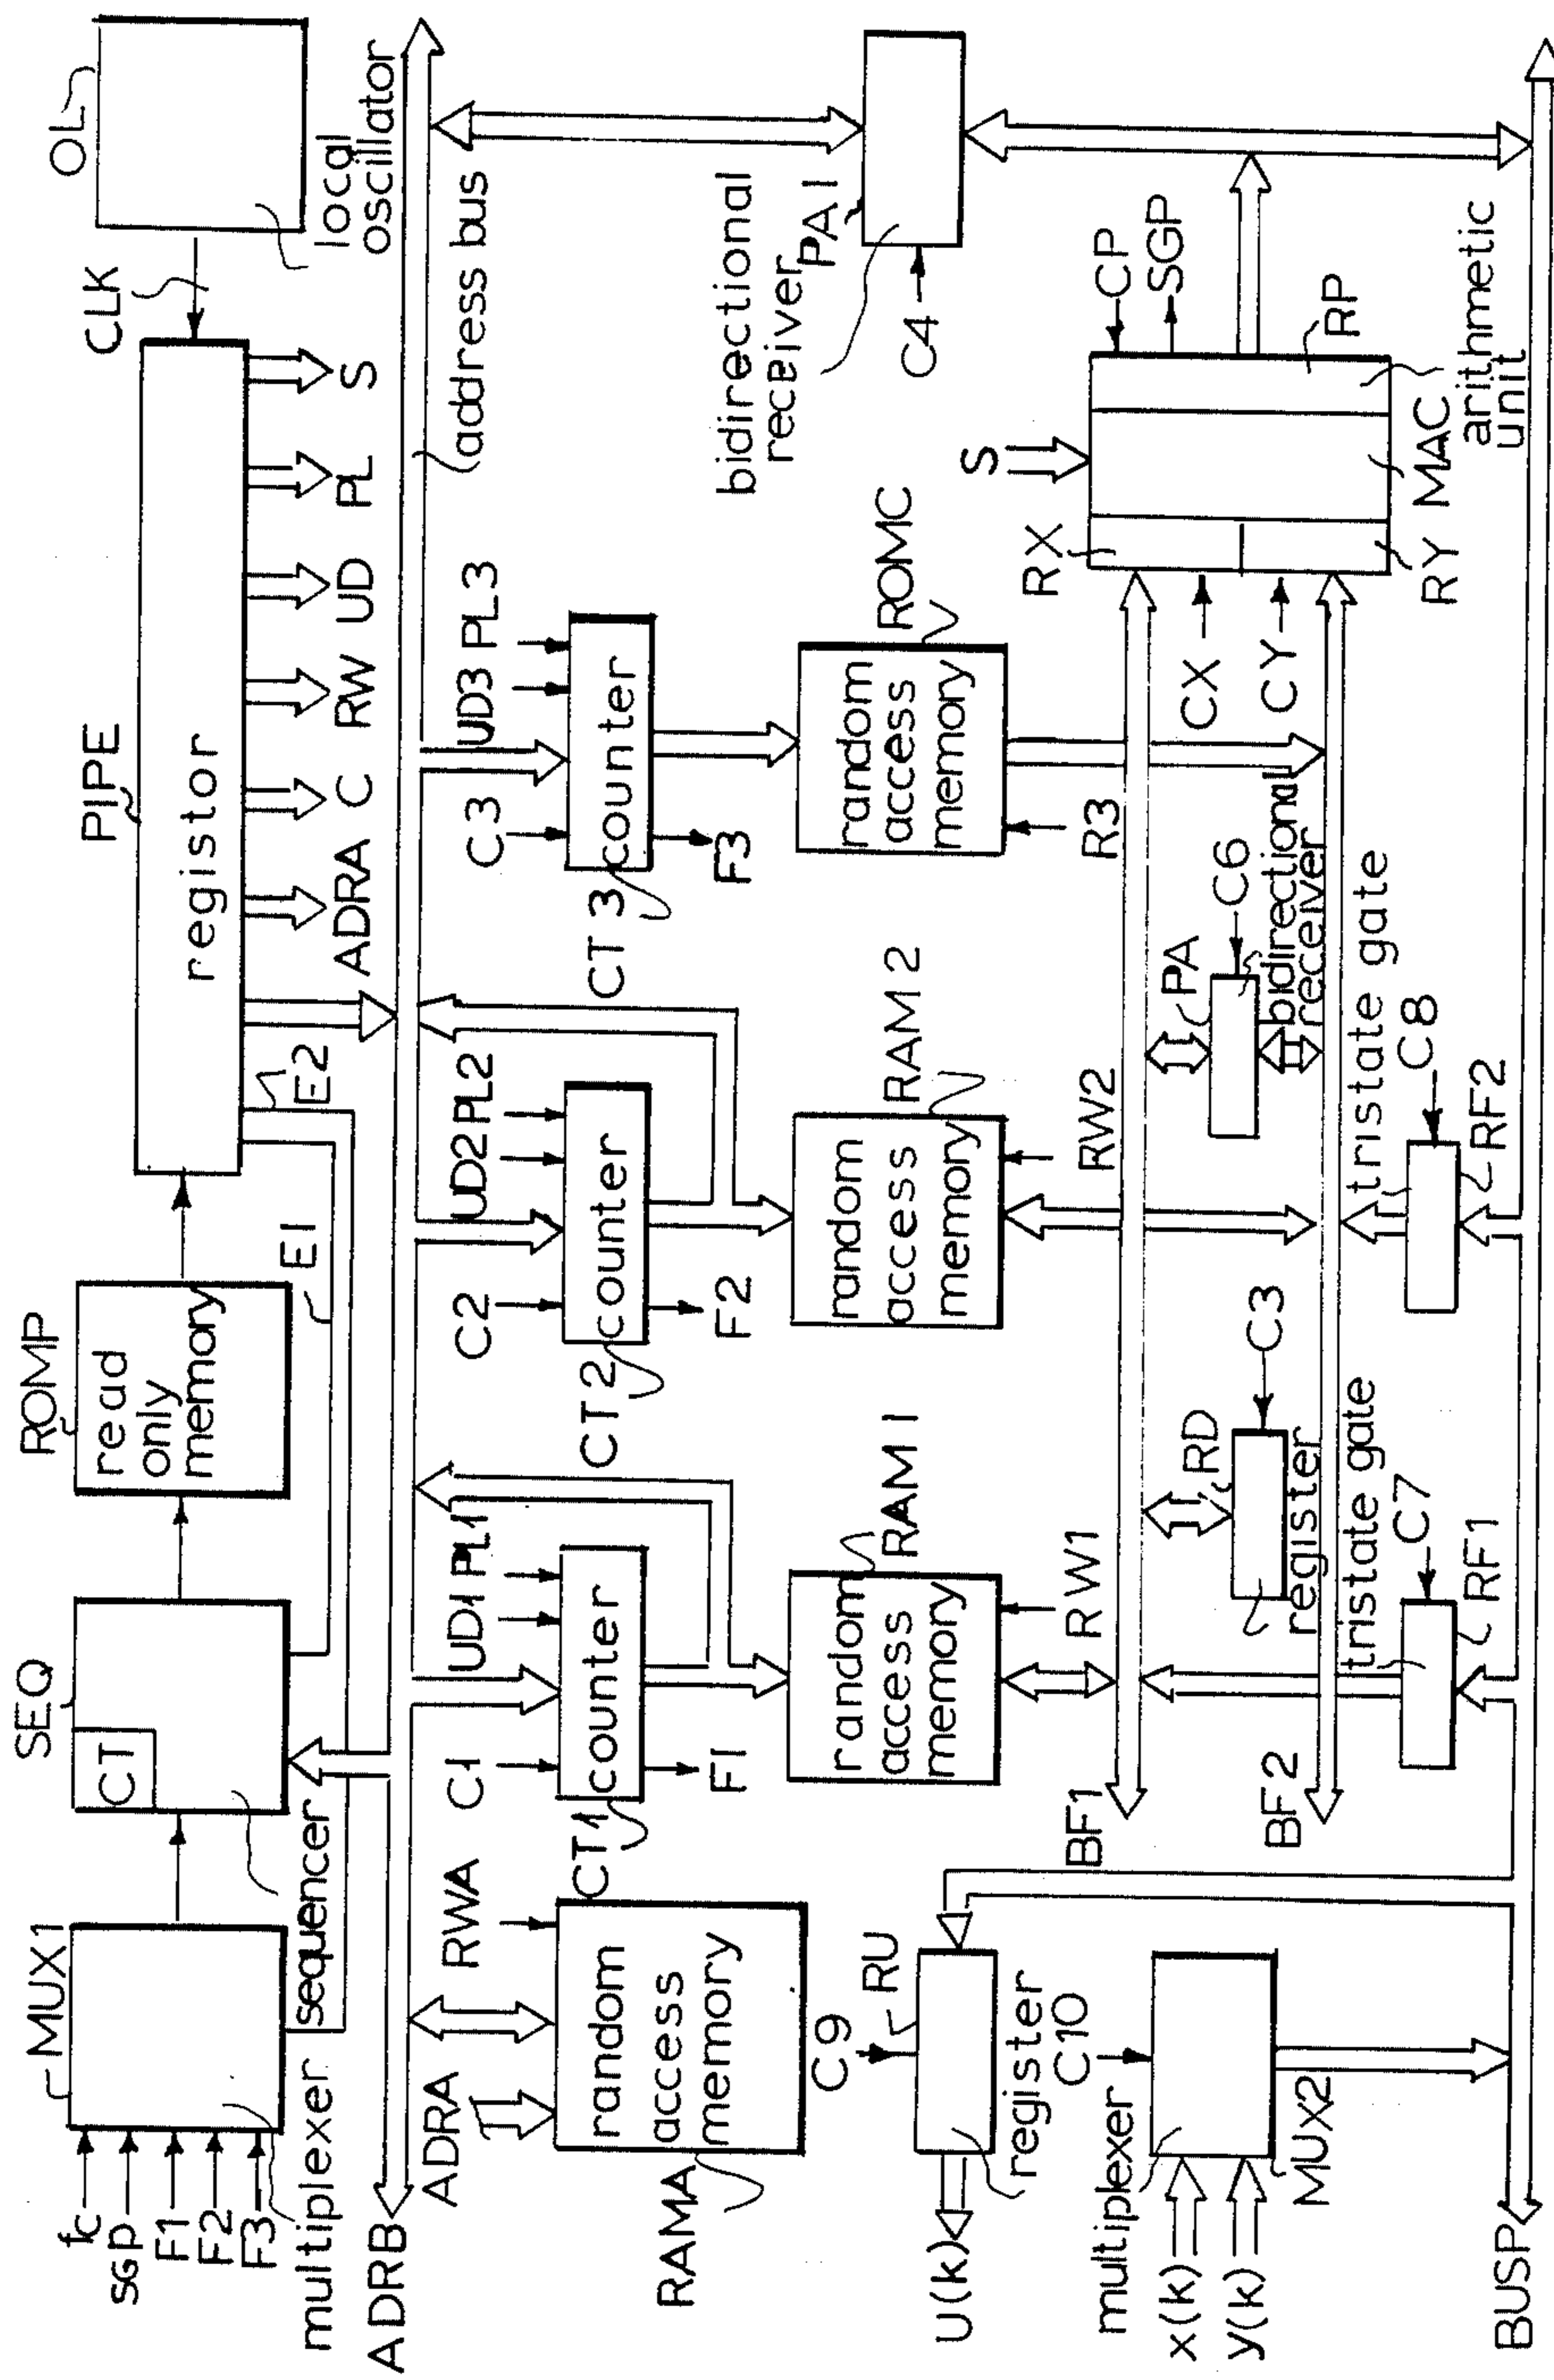 fc
SGP
F1
F2
F3
MUX1
multiplexer
SEQ
CT
sequencer
ROMP
read
only
memory
E1
E2
PIPE
registor
CLK
OL
local
oscillator
ADRA
C
RW
UD
PL
S
ADRB
address bus
ADRA
RWA
random
access
memory
RAMA
C1
UD1
PL1
counter
CT1
F1
random
access
memory
RAM1
RW1
C2
UD2
PL2
counter
CT2
F2
random
access
memory
RAM2
RW2
C3
UD3
PL3
counter
CT3
F3
random
access
memory
ROMC
R3
bidirectional
receiver
PA1
C4
C9
RU
register
U(k)
C10
multiplexer
x(k)
y(k)
MUX2
BF1
BF2
RD
C3
register
PA
C6
bidirectional
receiver
tristate gate
C7
RF1
tristate gate
C8
RF2
S
RX
CX
CY
RY
MAC
RP
CP
SGP
arithmetic
unit
BUSP